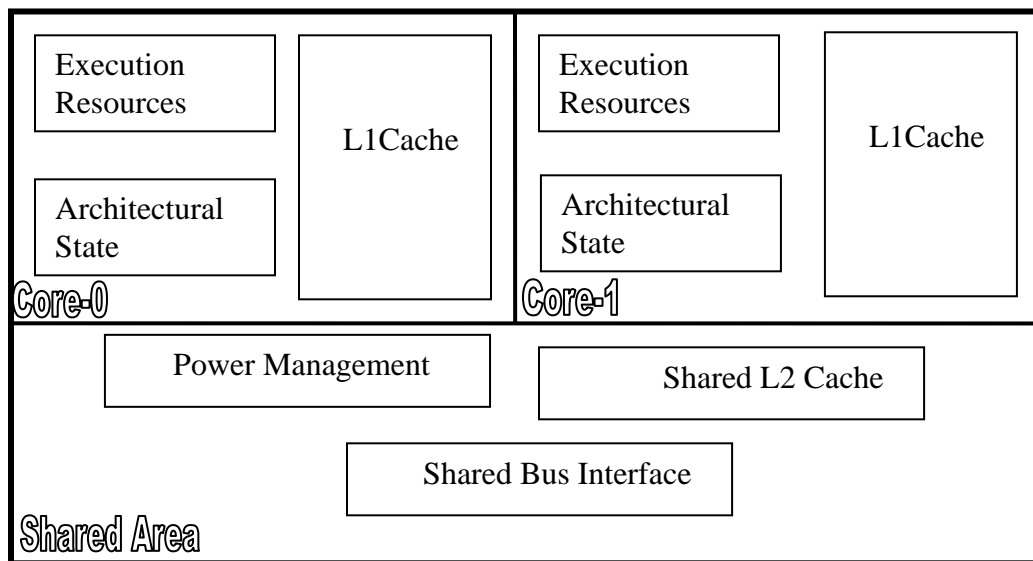 Execution
Resources
L1Cache
Architectural
State
Core-0
Execution
Resources
L1Cache
Architectural
State
Core-1
Power Management
Shared L2 Cache
Shared Bus Interface
Shared Area